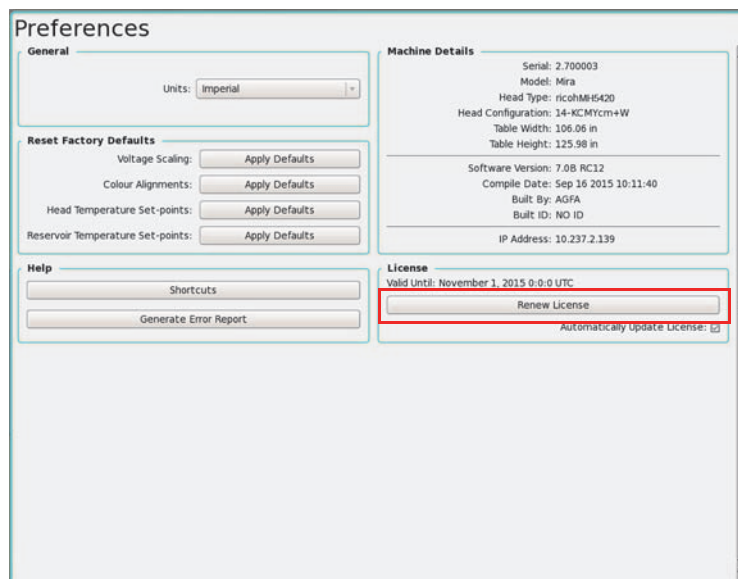 Preferences
General
Units: Imperial
Reset Factory Defaults
Voltage Scaling: Apply Defaults
Colour Alignments: Apply Defaults
Head Temperature Set-points: Apply Defaults
Reservoir Temperature Set-points: Apply Defaults
Help
Shortcuts
Generate Error Report
Machine Details
Serial: 2.700003
Model: Mira
Head Type: ricohMH5420
Head Configuration: 14-KCMYcm+W
Table Width: 106.06 in
Table Height: 125.98 in
Software Version: 7.0B RC12
Compile Date: Sep 16 2015 10:11:40
Built By: AGFA
Built ID: NO ID
IP Address: 10.237.2.139
License
Valid Until: November 1, 2015 0:0:0 UTC
Renew License
Automatically Update License: